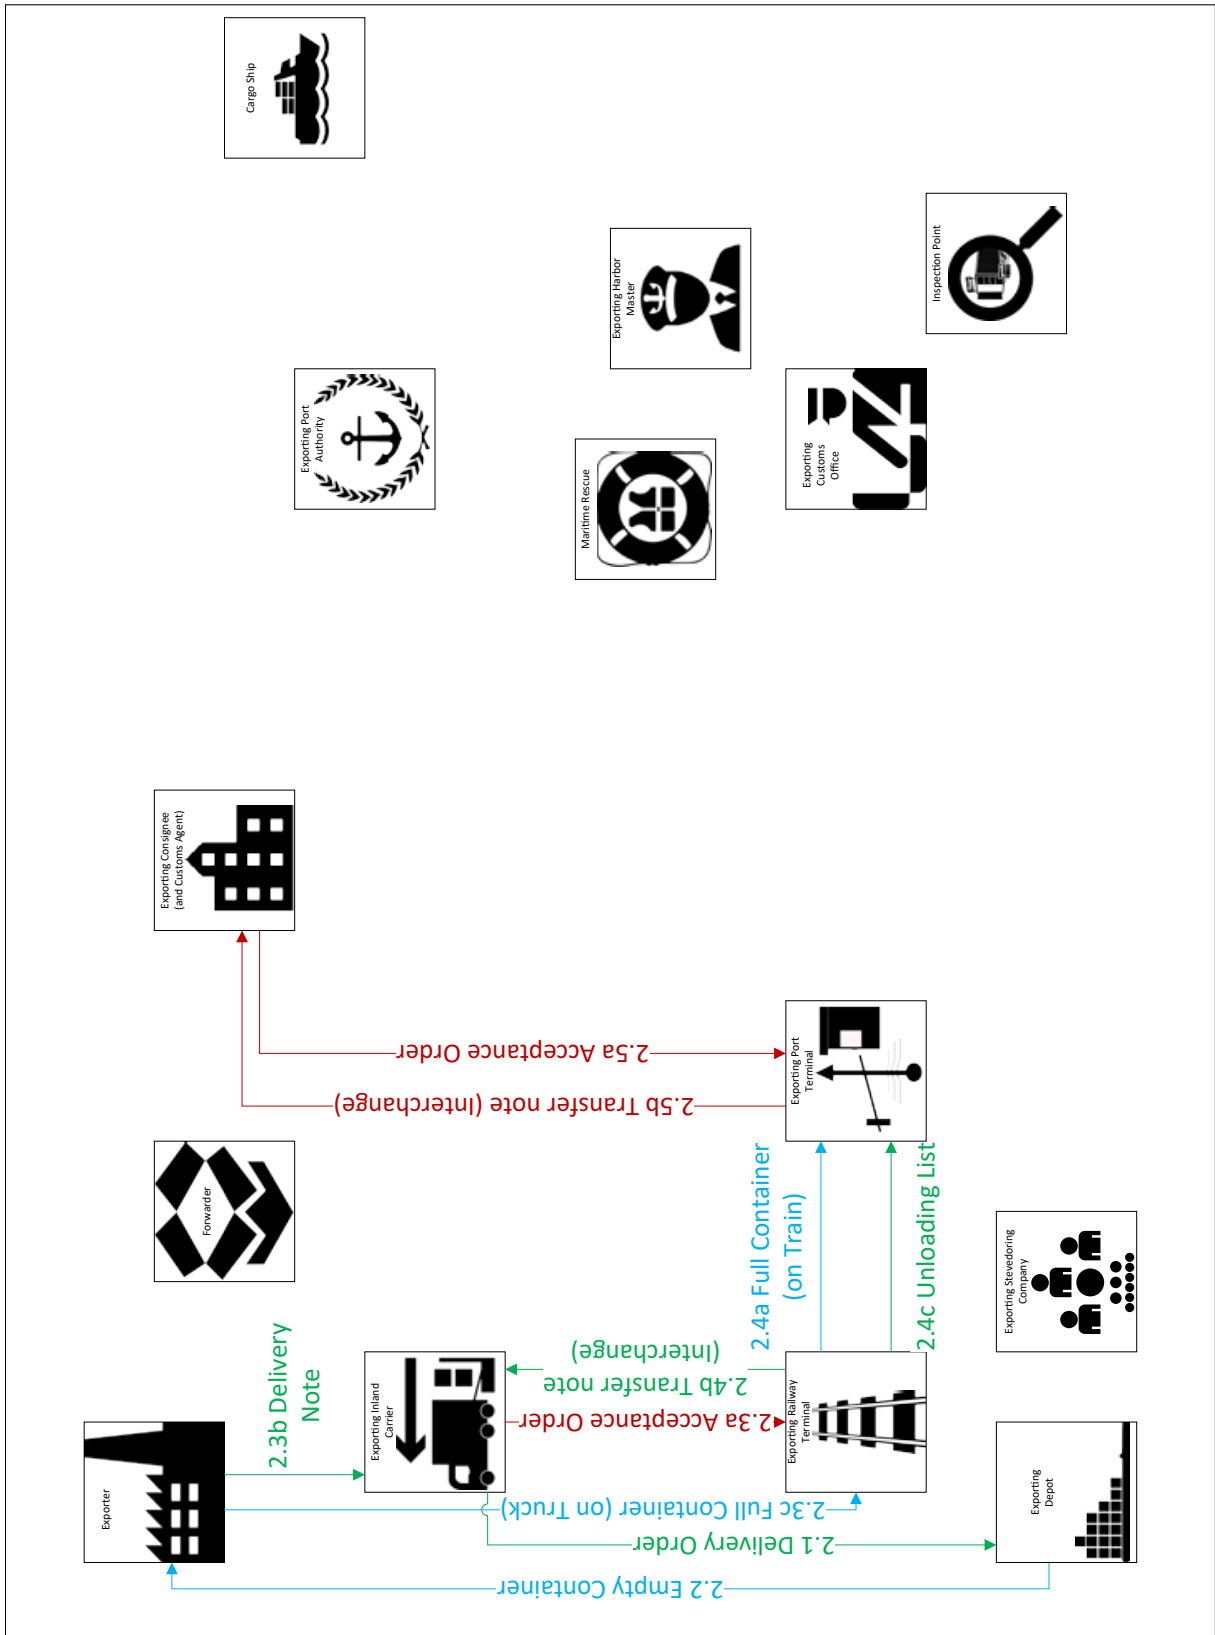 Cargo Ship
Exporting Port
Authority
Exporting Harbor
Master
Maritime Rescue
Exporting
Customs
Office
Inspection Point
Exporting Consignee
(and Customs Agent)
2.5a Acceptance Order
2.5b Transfer note (Interchange)
Forwarder
Exporting Port
Terminal
2.4a Full Container
(on Train)
2.4c Unloading List
Exporting Stevedoring
Company
2.3b Delivery
Note
Exporter
Exporting Inland
Carrier
2.4b Transfer note
(Interchange)
2.3a Acceptance Order
Exporting Railway
Terminal
2.3c Full Container (on Truck)
2.1 Delivery Order
2.2 Empty Container
Exporting
Depot